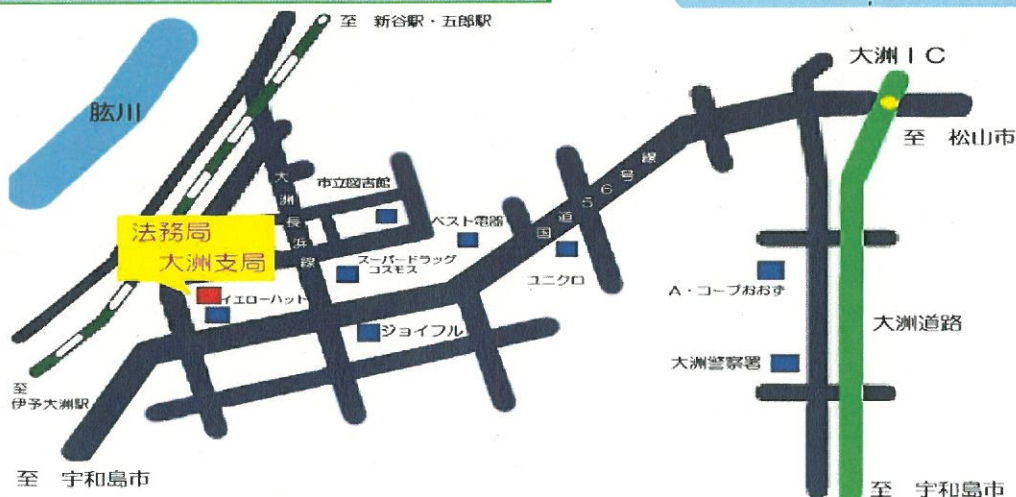 至 新谷駅・五郎駅
大洲IC
肱川
至 松山市
国道56号線
大洲長浜線
市立図書館
ベスト電器
法務局
大洲支局
スーパードラッグ
コスモス
ユニクロ
A・コープおおず
イエローハット
ジョイフル
大洲道路
大洲警察署
至
伊予大洲駅
至 宇和島市
至 宇和島市